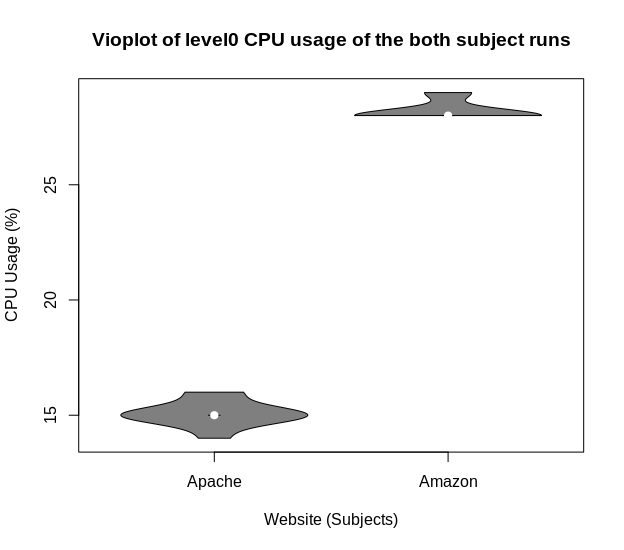 Vioplot of level0 CPU usage of the both subject runs
CPU Usage (%)
25
20
15
Apache
Amazon
Website (Subjects)